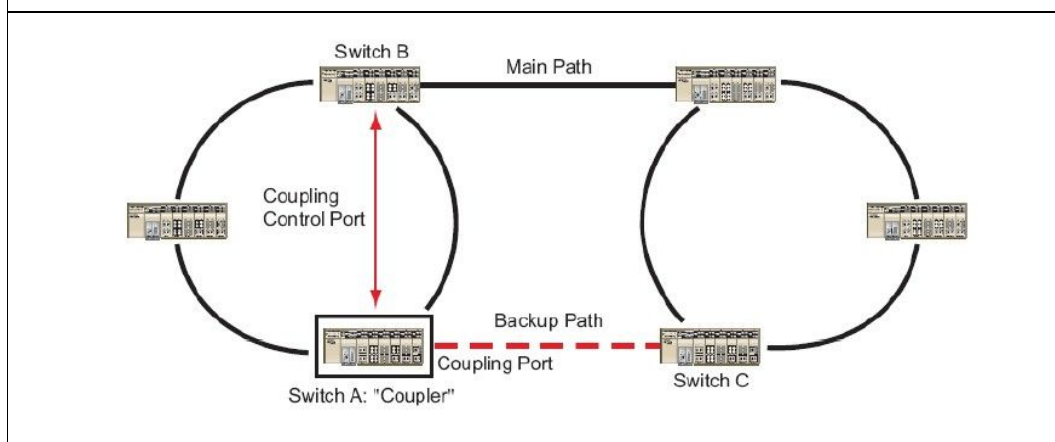 Switch B
Main Path
Coupling
Control Port
Backup Path
Coupling Port
Switch C
Switch A: "Coupler"